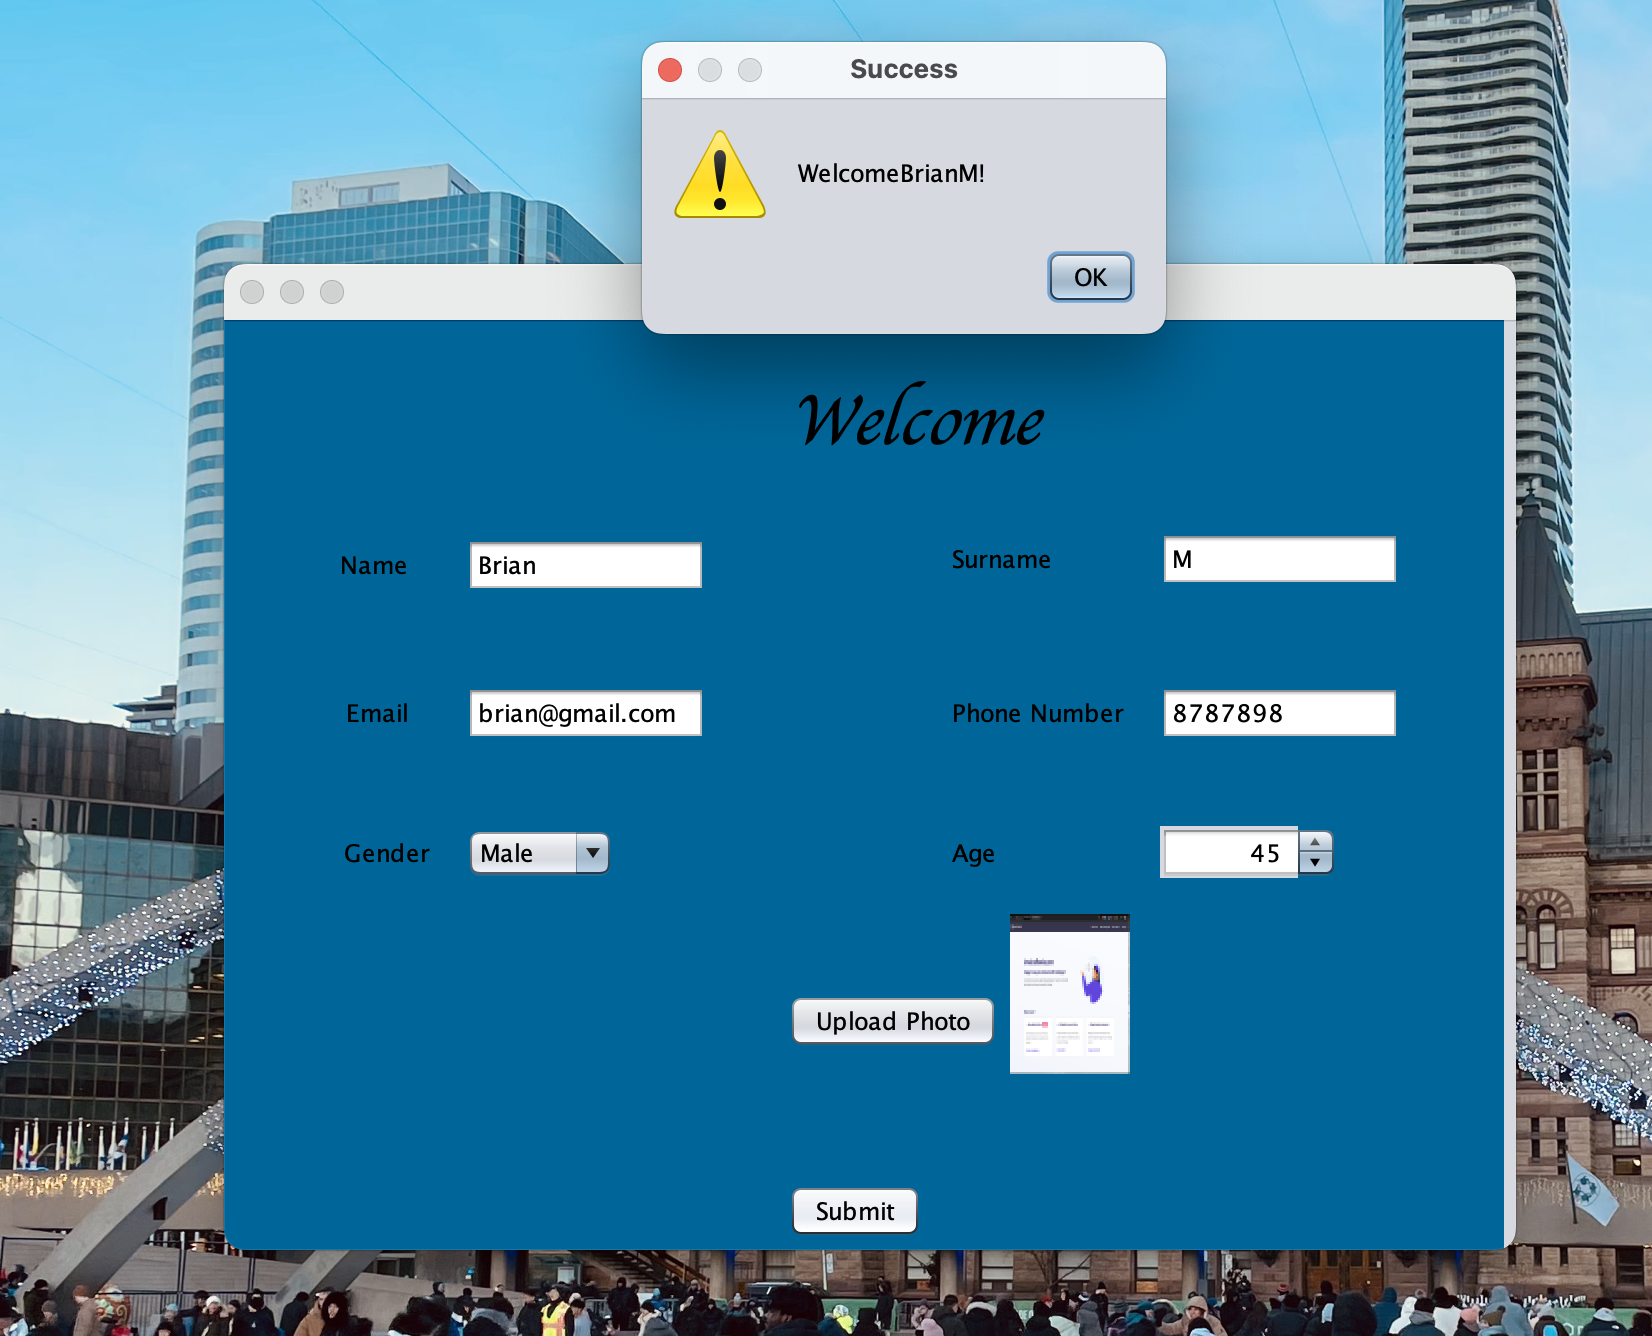 Success
WelcomeBrianM!
OK
Welcome
Name
Brian
Surname
M
Email
brian@gmail.com
Phone Number
8787898
Gender
Male
Age
45
Upload Photo
Submit